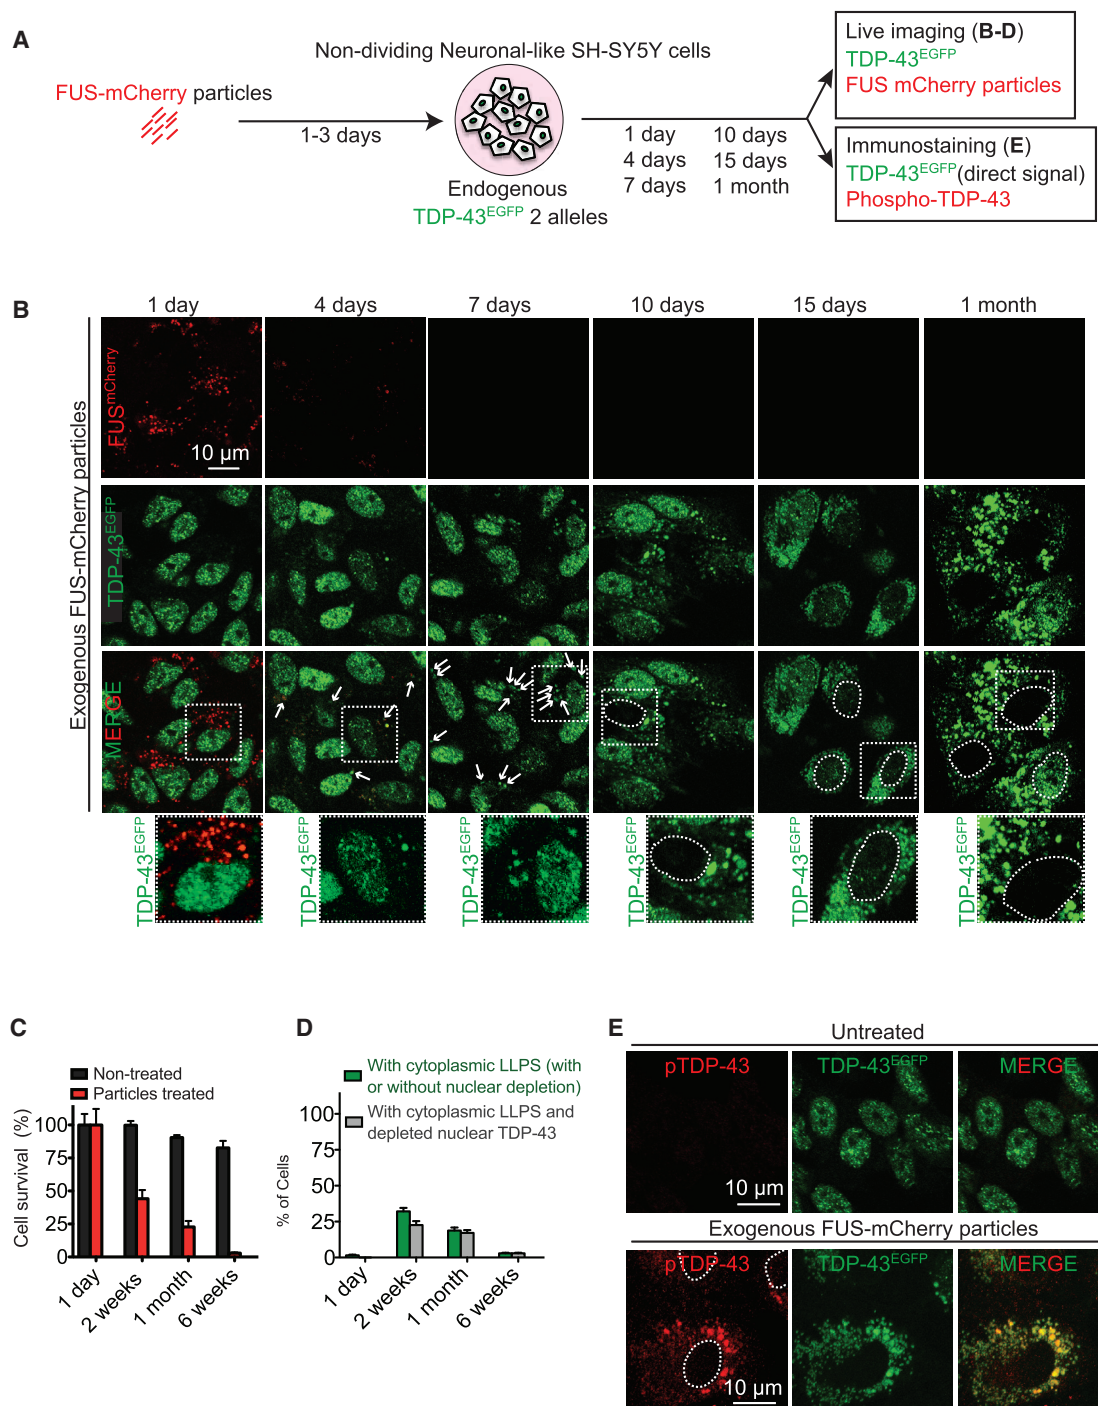 A
Non-dividing Neuronal-like SH-SY5Y cells
FUS-mCherry particles
1-3 days
Endogenous
TDP-43EGFP 2 alleles
1 day 10 days
4 days 15 days
7 days 1 month
Live imaging (B-D)
TDP-43EGFP
FUS mCherry particles
Immunostaining (E)
TDP-43EGFP(direct signal)
Phospho-TDP-43
B
1 day 4 days 7 days 10 days 15 days 1 month
Exogenous FUS-mCherry particles
FUSmCherry
10 µm
TDP-43EGFP
MERGE
TDP-43EGFP TDP-43EGFP TDP-43EGFP TDP-43EGFP TDP-43EGFP TDP-43EGFP
C
Non-treated
Particles treated
Cell survival (%)
100
75
50
25
0
1 day 2 weeks 1 month 6 weeks
D
With cytoplasmic LLPS (with
or without nuclear depletion)
With cytoplasmic LLPS and
depleted nuclear TDP-43
% of Cells
100
75
50
25
0
1 day 2 weeks 1 month 6 weeks
E
Untreated
pTDP-43 TDP-43EGFP MERGE
10 µm
Exogenous FUS-mCherry particles
pTDP-43 TDP-43EGFP MERGE
10 µm